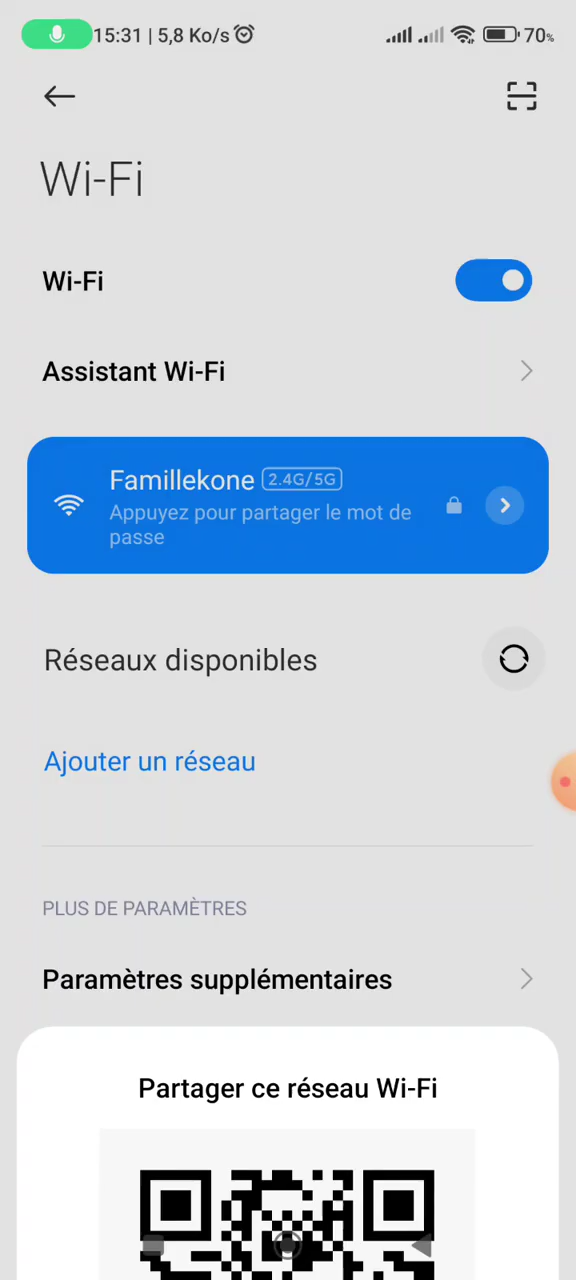 15:31 | 5,8 Ko/s 70%
Wi-Fi
Wi-Fi
Assistant Wi-Fi
Famillekone 2.4G/5G
Appuyez pour partager le mot de
passe
Réseaux disponibles
Ajouter un réseau
PLUS DE PARAMÈTRES
Paramètres supplémentaires
Partager ce réseau Wi-Fi